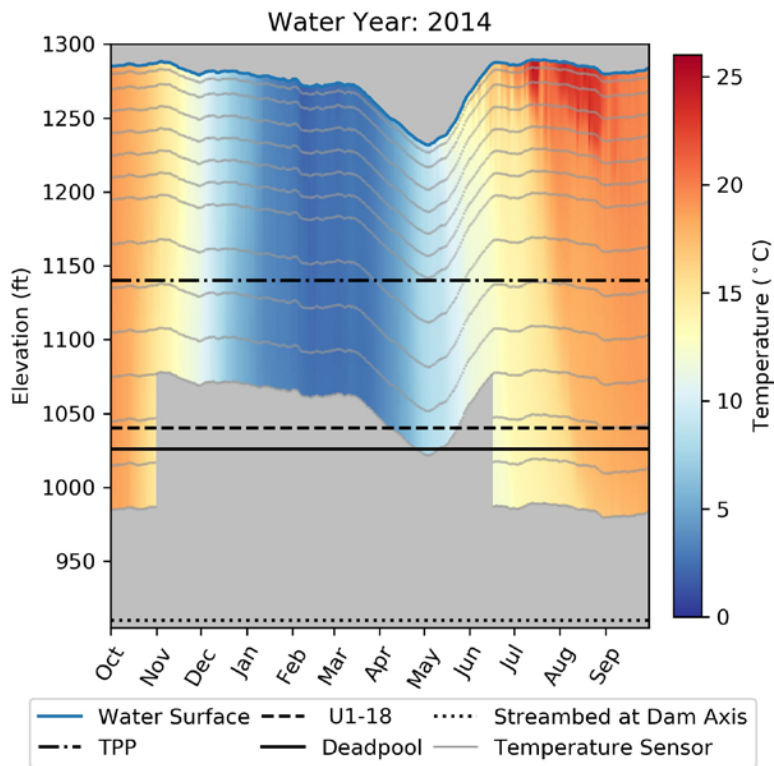 Water Year: 2014
1300
1250
1200
1150
1100
1050
1000
950
Elevation (ft)
Oct Nov Dec Jan Feb Mar Apr May Jun Jul Aug Sep
25
20
15
10
5
0
Temperature (°C)
Water Surface U1-18 Streambed at Dam Axis
TPP Deadpool Temperature Sensor